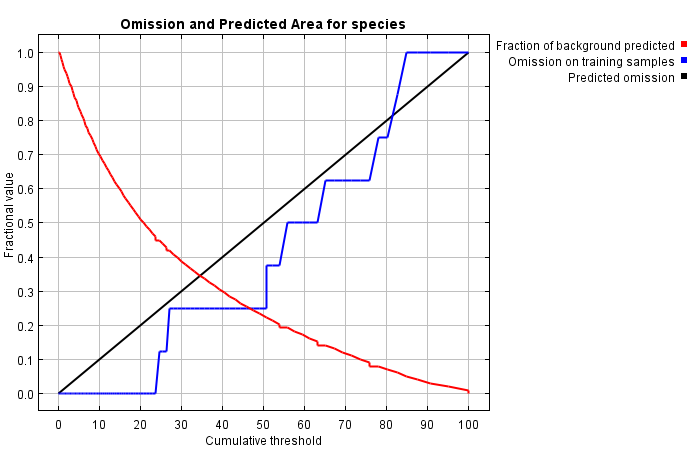 Omission and Predicted Area for species
Fraction of background predicted
Omission on training samples
Predicted omission
Fractional value
1.0
0.9
0.8
0.7
0.6
0.5
0.4
0.3
0.2
0.1
0.0
0 10 20 30 40 50 60 70 80 90 100
Cumulative threshold